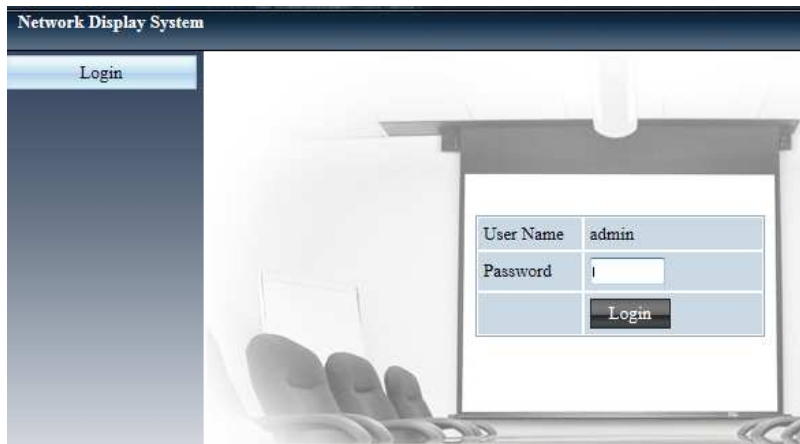 Network Display System
Login
User Name admin
Password
Login